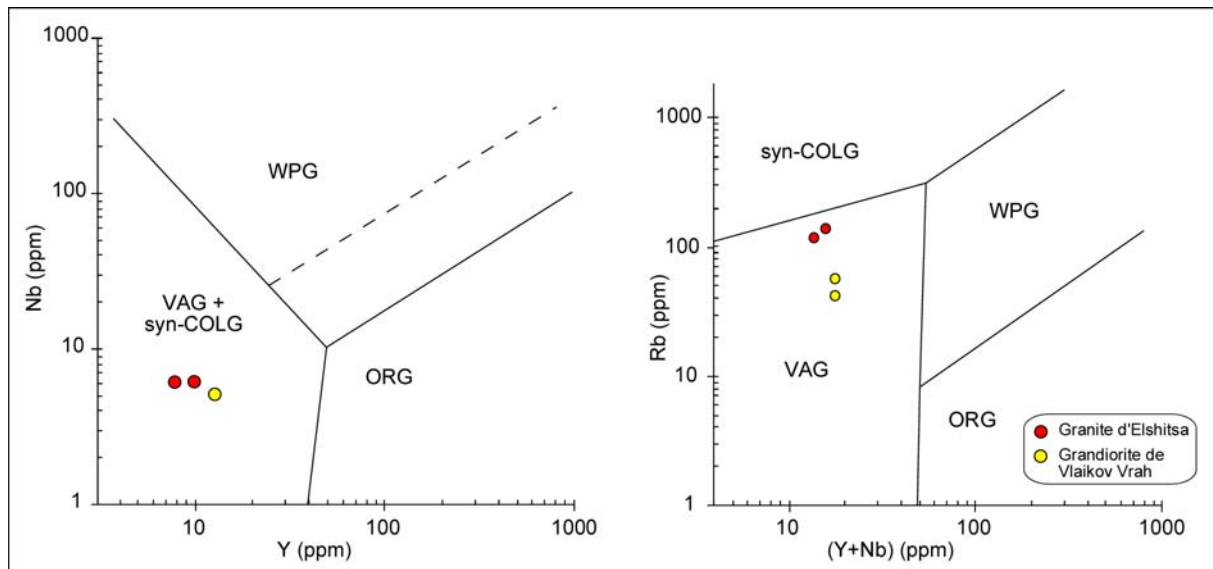 1000
100
10
1
Nb (ppm)
WPG
VAG +
syn-COLG
ORG
10
100
1000
Y (ppm)
1000
100
10
1
Rb (ppm)
syn-COLG
WPG
VAG
ORG
Granite d'Elshitsa
Grandiorite de
Vlaikov Vrah
10
100
1000
(Y+Nb) (ppm)